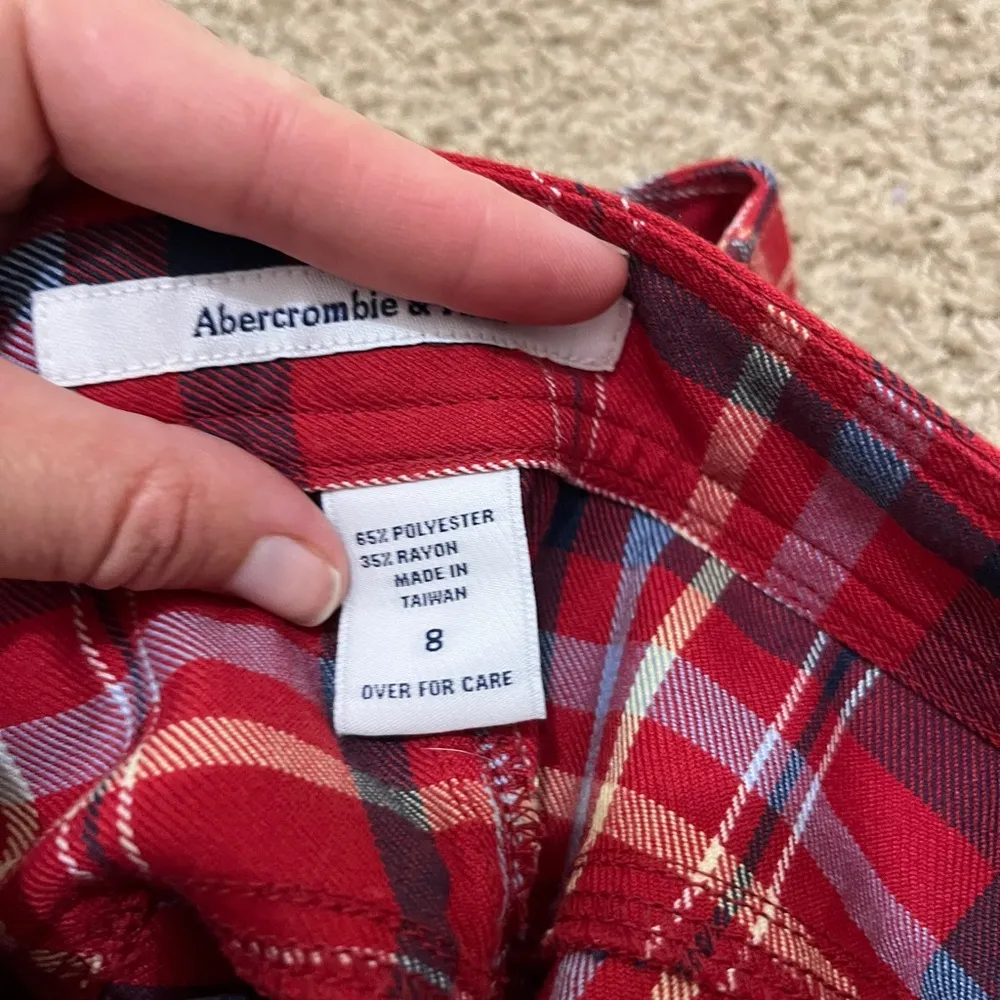 Abercrombie &
65% POLYESTER
35% RAYON
MADE IN
TAIWAN
8
OVER FOR CARE